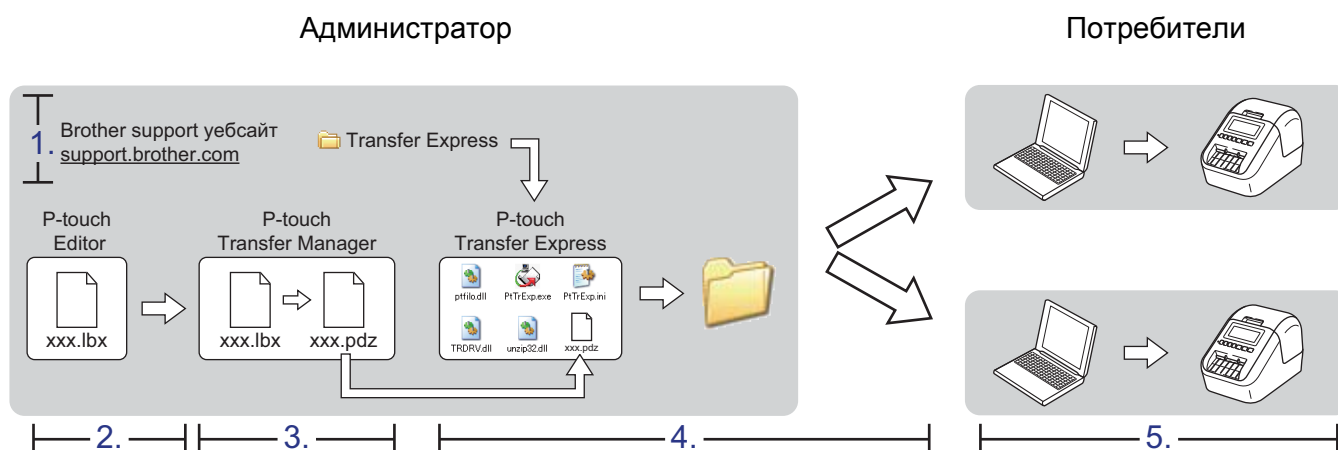 Администратор
Потребители
1.
Brother support уебсайт
support.brother.com
Transfer Express
P-touch
Editor
xxx.lbx
P-touch
Transfer Manager
xxx.lbx
xxx.pdz
P-touch
Transfer Express
ptfilo.dll
PtTrExp.exe
PtTrExp.ini
TRDRV.dll
unzip32.dll
xxx.pdz
2.
3.
4.
5.